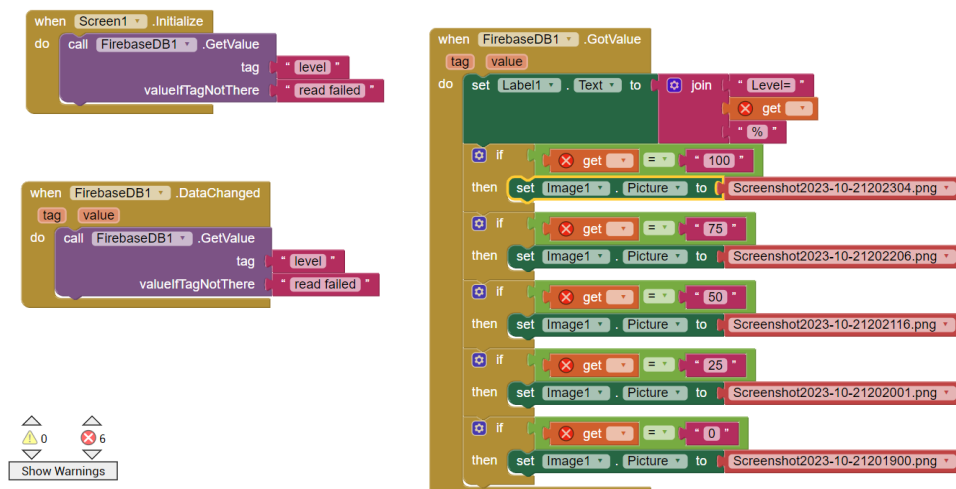 when Screen1 .Initialize
do call FirebaseDB1 .GetValue
tag “ level ”
valueIfTagNotThere “ read failed ”
when FirebaseDB1 .DataChanged
tag value
do call FirebaseDB1 .GetValue
tag “ level ”
valueIfTagNotThere “ read failed ”
0 6
Show Warnings
when FirebaseDB1 .GotValue
tag value
do set Label1 . Text to join “ Level= ”
get
“ % ”
if get = “ 100 ”
then set Image1 . Picture to Screenshot2023-10-21202304.png
if get = “ 75 ”
then set Image1 . Picture to Screenshot2023-10-21202206.png
if get = “ 50 ”
then set Image1 . Picture to Screenshot2023-10-21202116.png
if get = “ 25 ”
then set Image1 . Picture to Screenshot2023-10-21202001.png
if get = “ 0 ”
then set Image1 . Picture to Screenshot2023-10-21201900.png